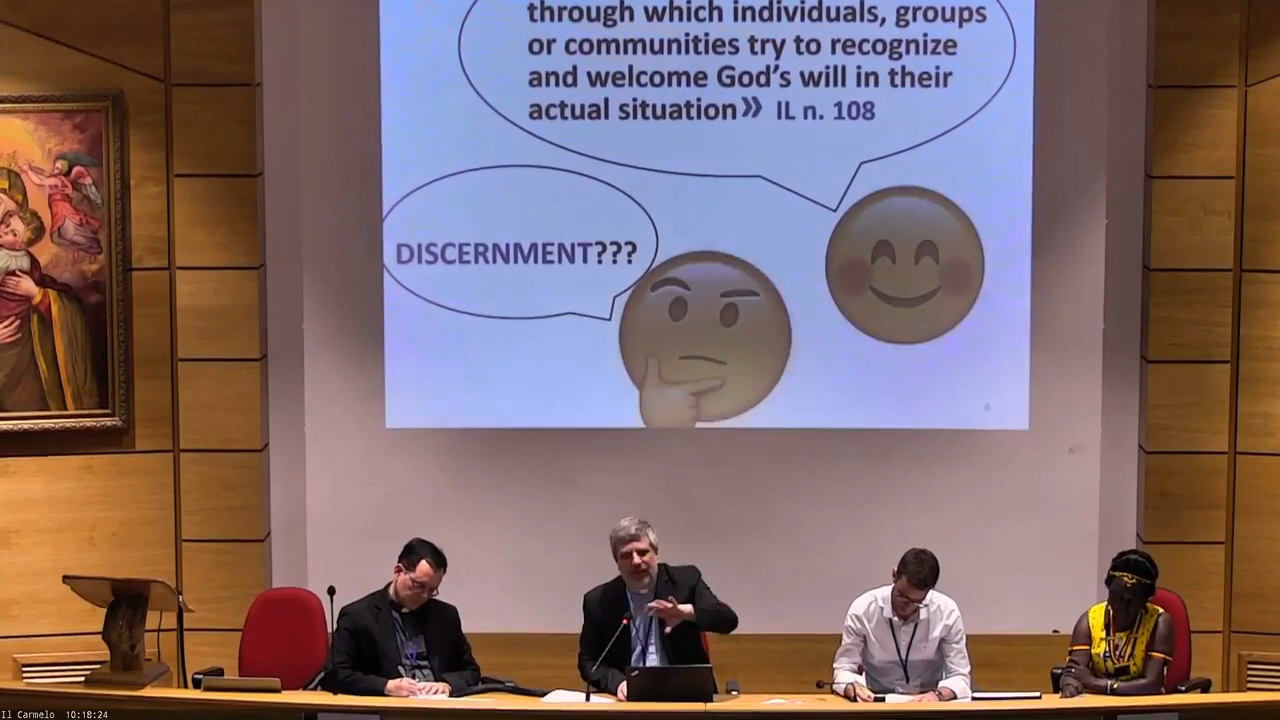 through which individuals, groups
or communities try to recognize
and welcome God's will in their
actual situation» IL n. 108
DISCERNMENT???
Il Carmelo 10:18:24